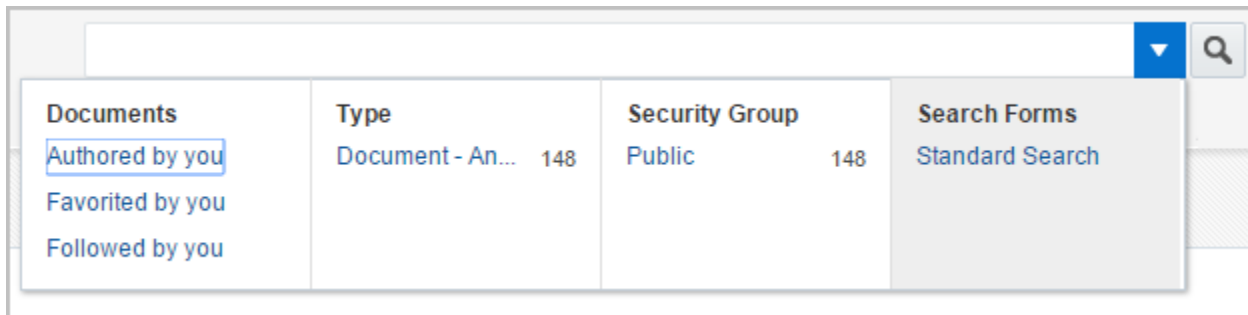 Documents
Authored by you
Favorited by you
Followed by you
Type
Document - An... 148
Security Group
Public 148
Search Forms
Standard Search